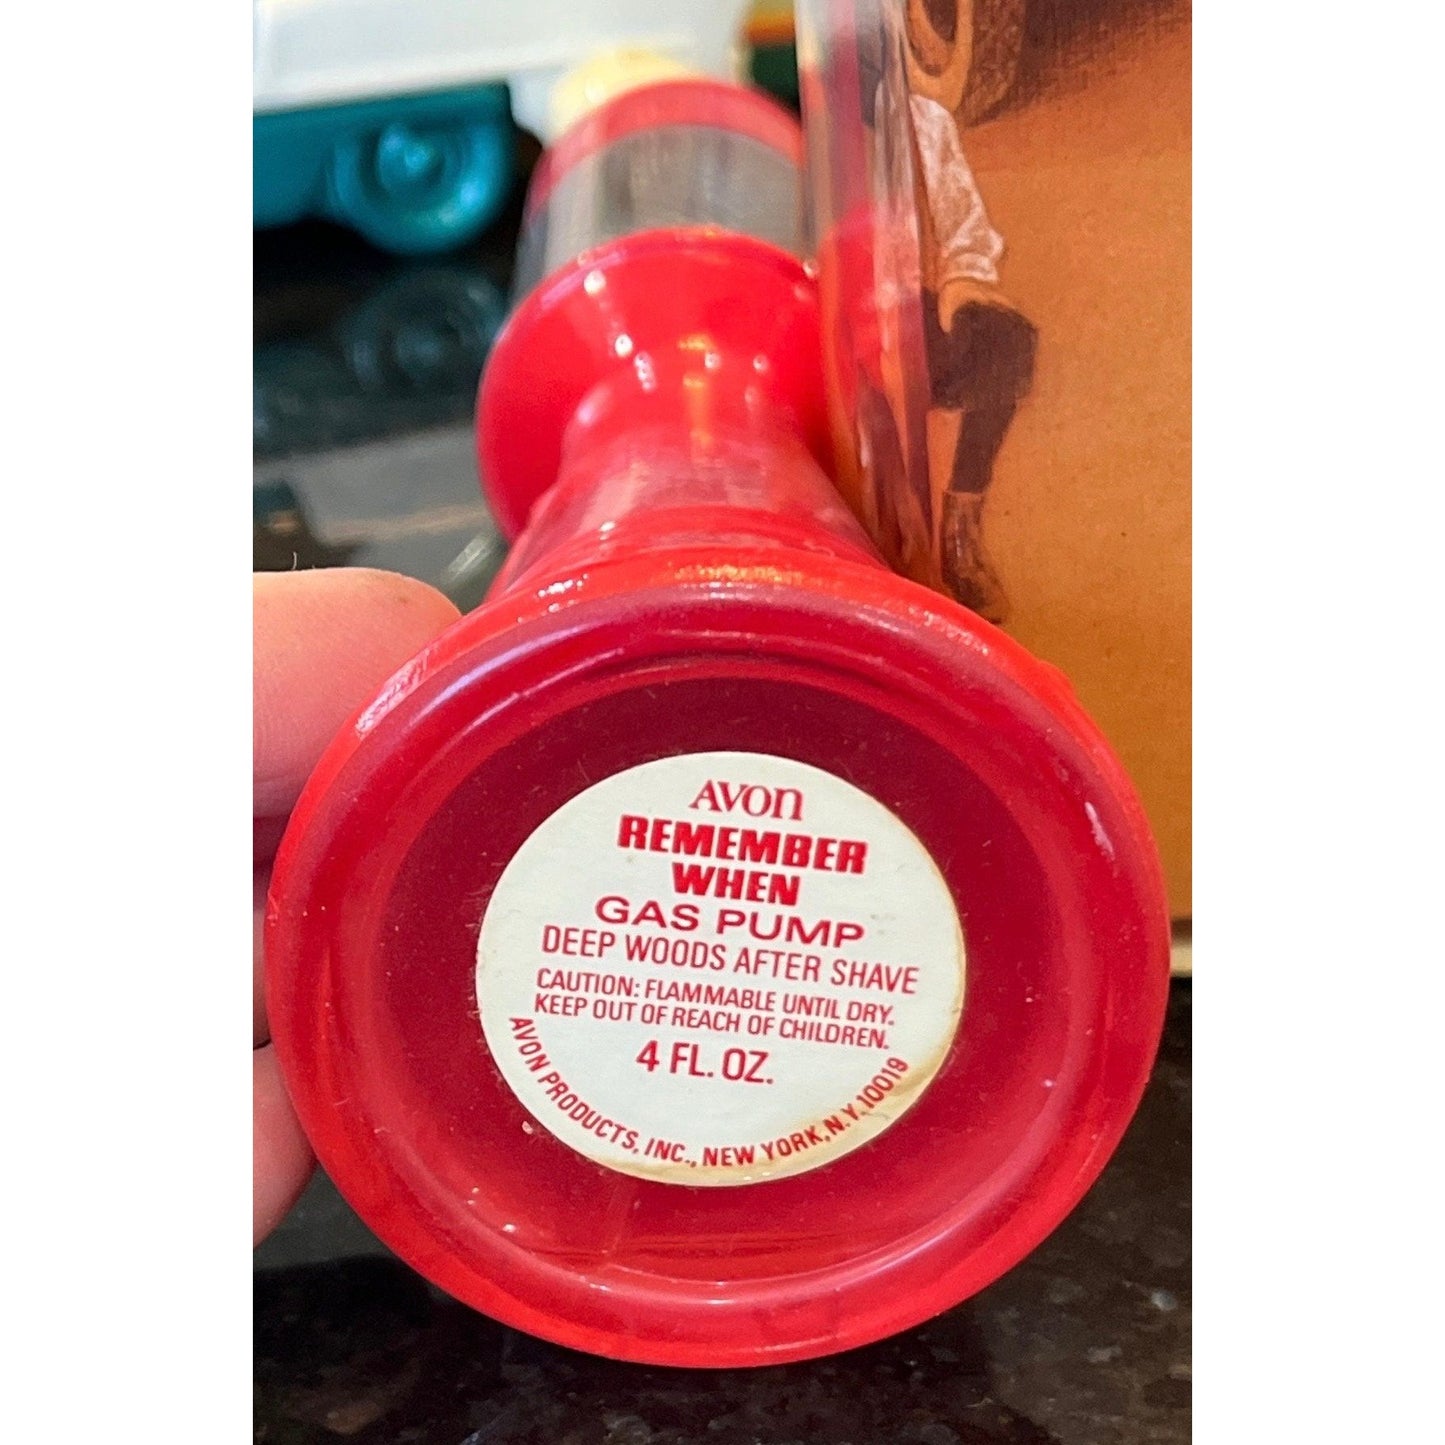 AVON
REMEMBER
WHEN
GAS PUMP
DEEP WOODS AFTER SHAVE
CAUTION: FLAMMABLE UNTIL DRY.
KEEP OUT OF REACH OF CHILDREN.
4 FL. OZ.
AVON PRODUCTS, INC., NEW YORK, N.Y. 10019